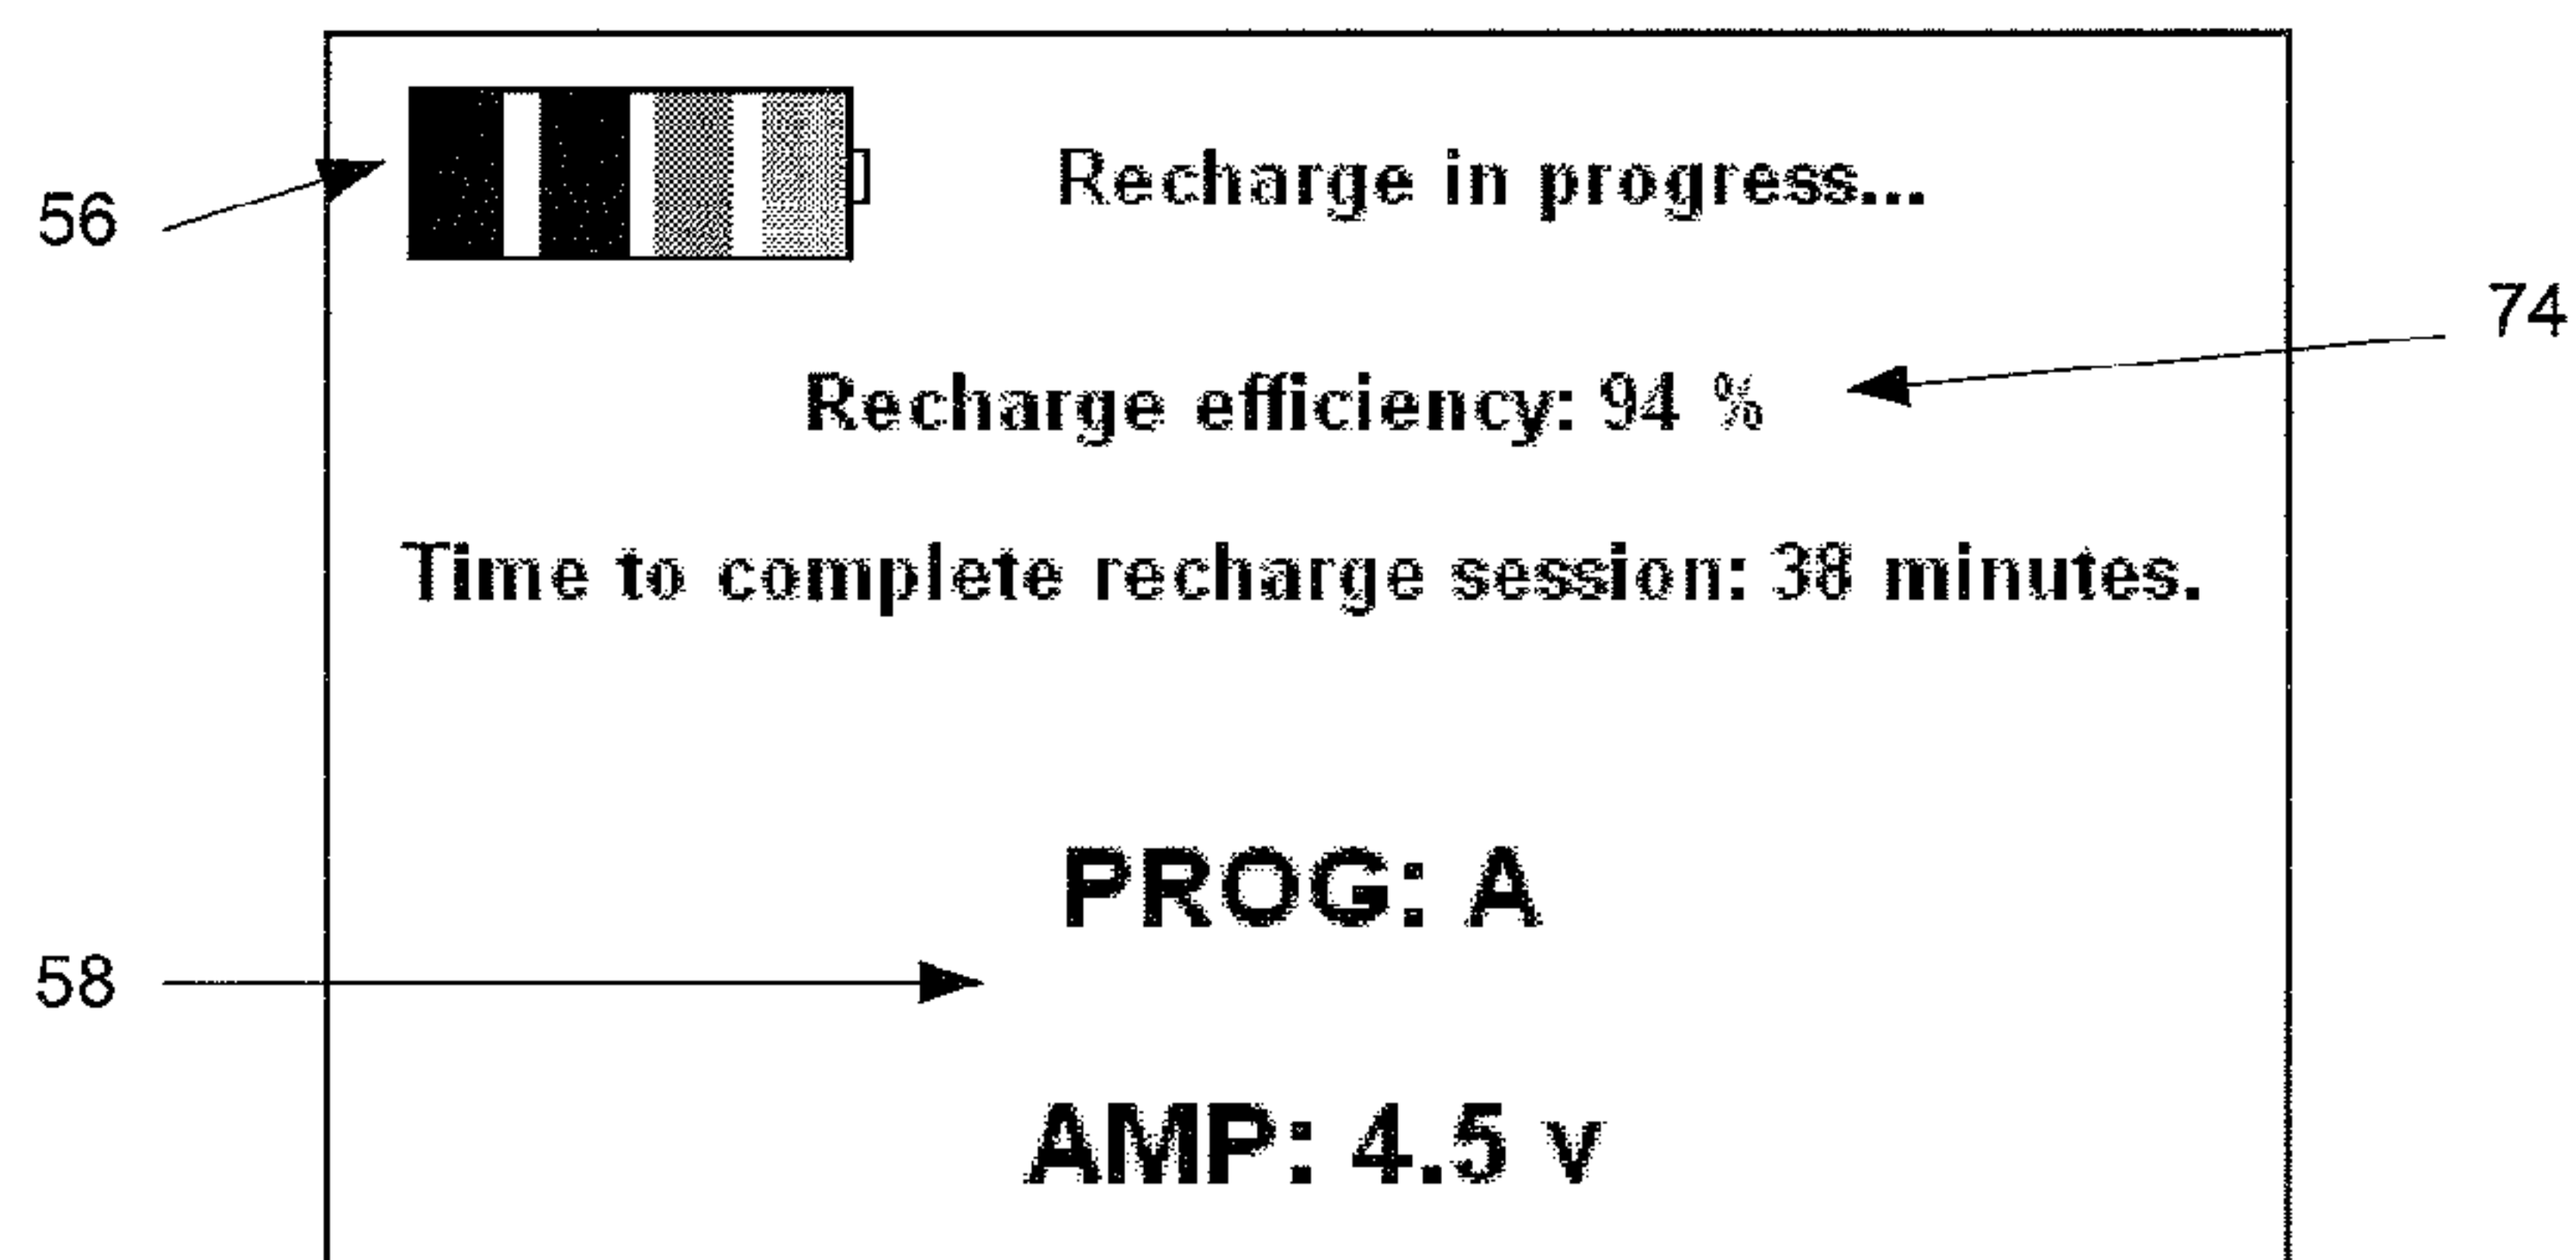 Recharge in progress...
56
74
Recharge efficiency: 94 %
Time to complete recharge session: 38 minutes.
PROG: A
58
AMP: 4.5 v